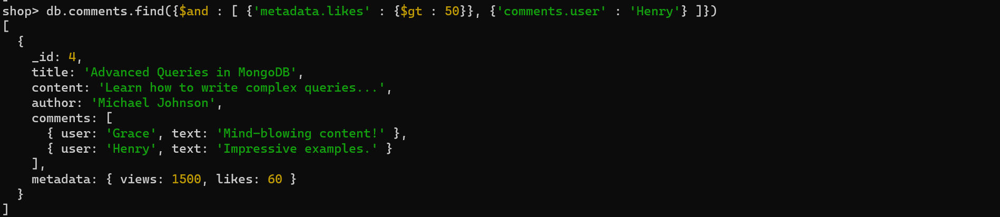 shop> db.comments.find({$and : [ {'metadata.likes' : {$gt : 50}}, {'comments.user' : 'Henry'} ]})
[
  {
    _id: 4,
    title: 'Advanced Queries in MongoDB',
    content: 'Learn how to write complex queries...',
    author: 'Michael Johnson',
    comments: [
      { user: 'Grace', text: 'Mind-blowing content!' },
      { user: 'Henry', text: 'Impressive examples.' }
    ],
    metadata: { views: 1500, likes: 60 }
  }
]